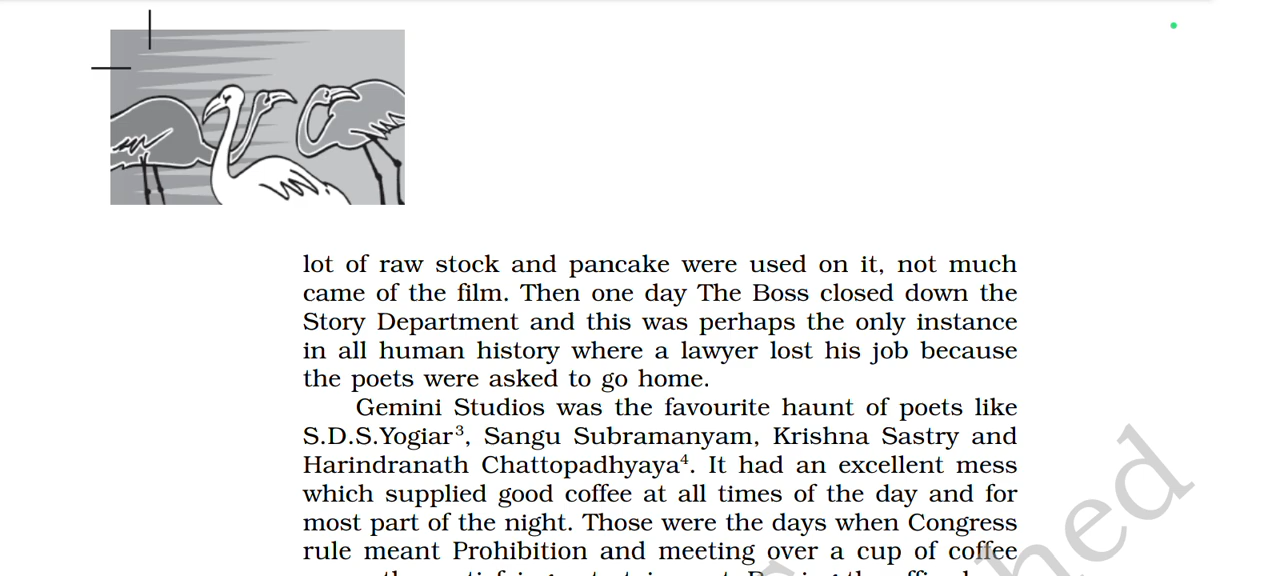 lot of raw stock and pancake were used on it, not much
came of the film. Then one day The Boss closed down the
Story Department and this was perhaps the only instance
in all human history where a lawyer lost his job because
the poets were asked to go home.
Gemini Studios was the favourite haunt of poets like
S.D.S.Yogiar³, Sangu Subramanyam, Krishna Sastry and
Harindranath Chattopadhyaya⁴. It had an excellent mess
which supplied good coffee at all times of the day and for
most part of the night. Those were the days when Congress
rule meant Prohibition and meeting over a cup of coffee